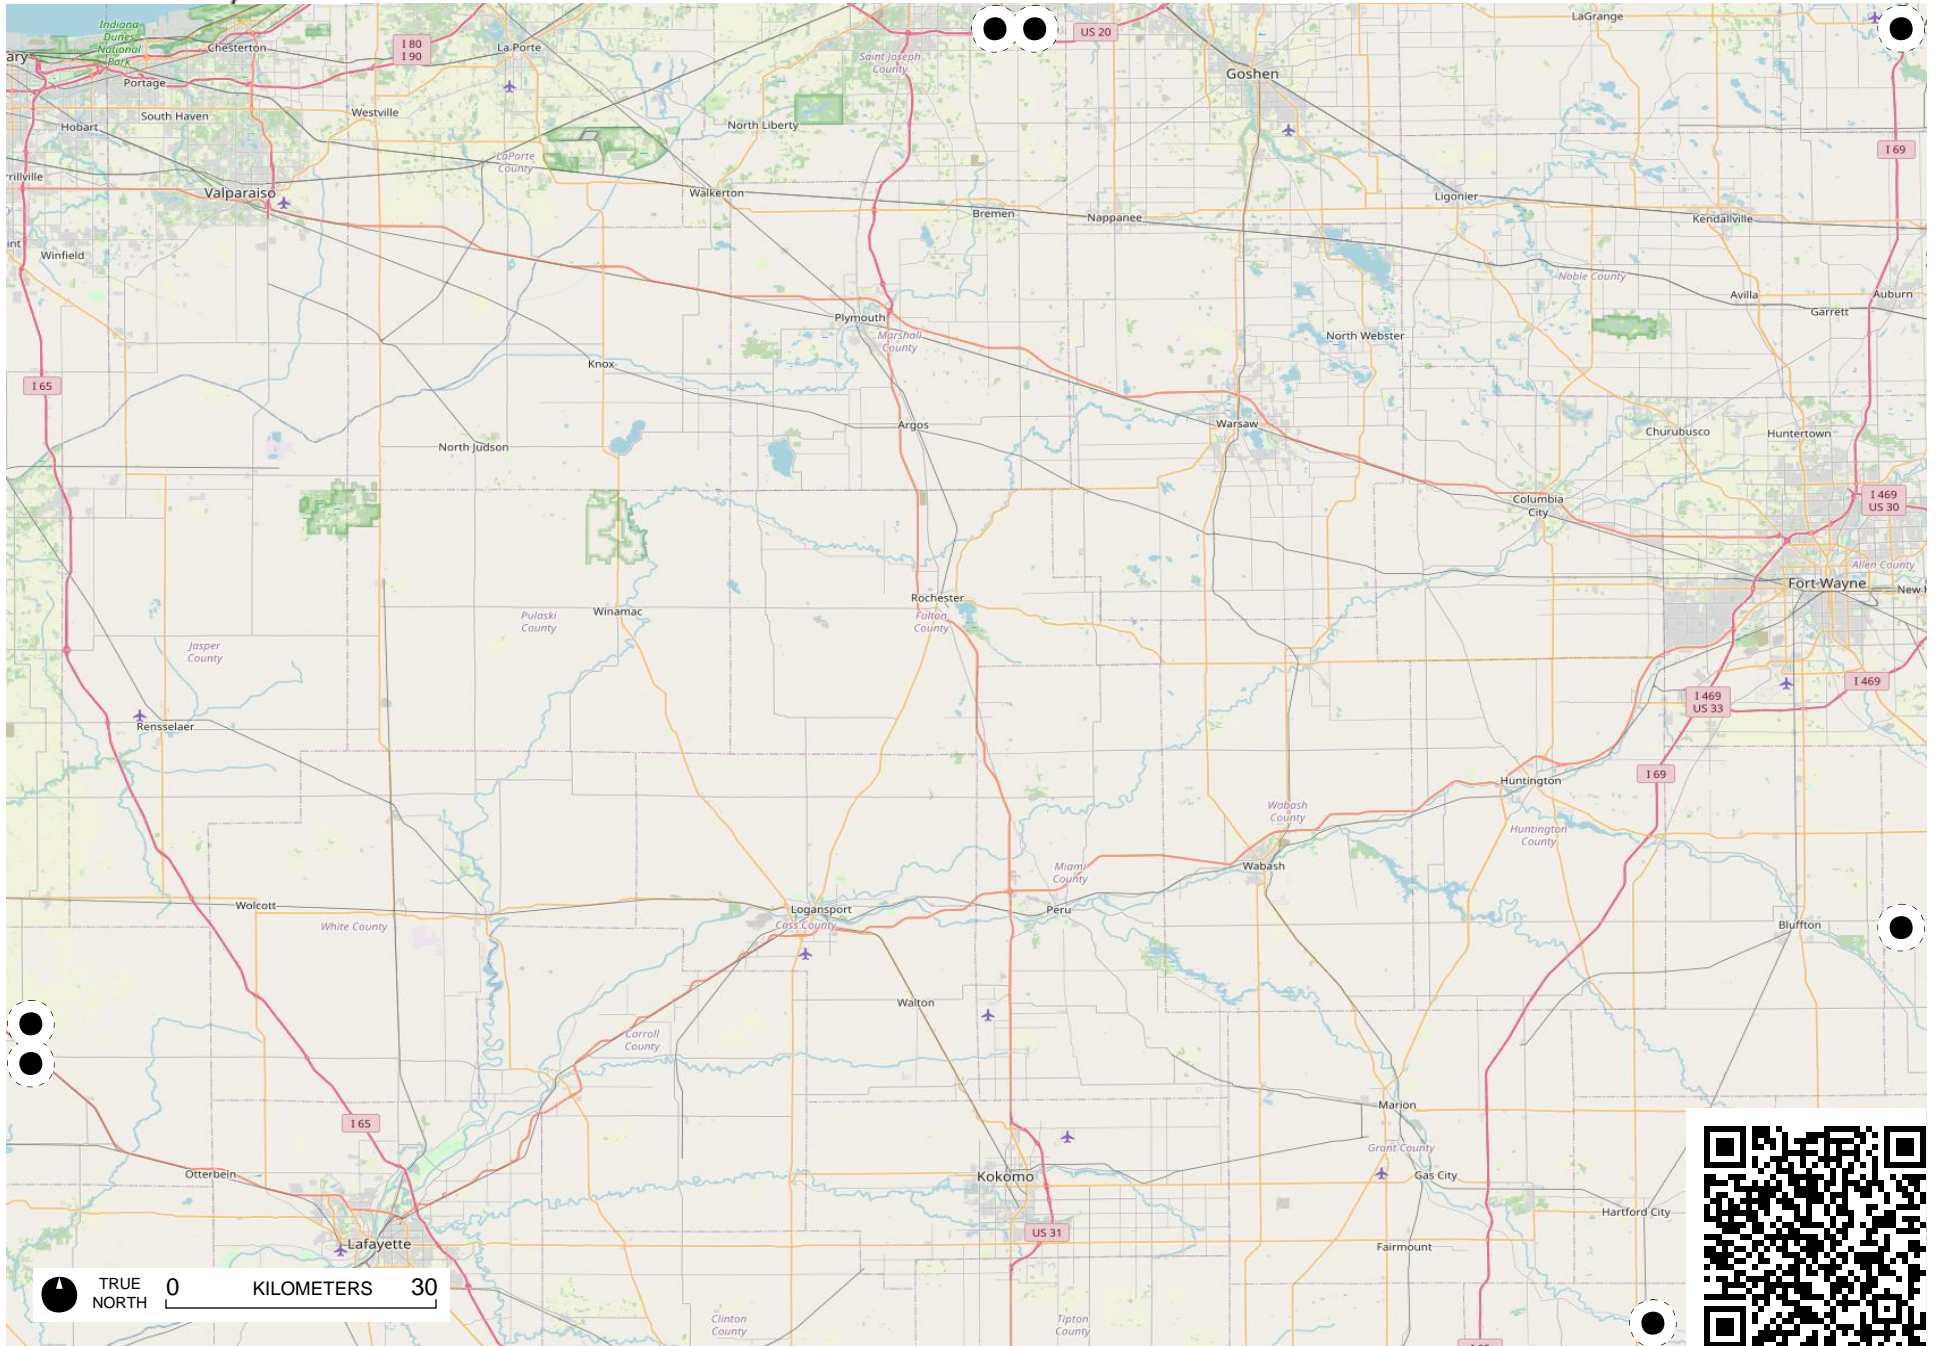 Indiana
Dunes
National
Park
LaGrange
US 20
Chesterton
I 80
I 90
La Porte
Saint Joseph
County
ary
Goshen
Portage
Westville
South Haven
Hobart
North Liberty
I 69
LaPorte
County
rrillville
Valparaiso
Walkerton
Ligonier
Bremen
Nappanee
Kendallville
int
Winfield
Noble County
Avilla
Auburn
Garrett
Plymouth
Marshall
County
North Webster
Knox
I 65
Argos
Warsaw
Churubusco
Huntertown
North Judson
Columbia
City
I 469
US 30
Allen County
Fort Wayne
New H
Rochester
Fulton
County
Winamac
Pulaski
County
Jasper
County
I 469
I 469
US 33
Rensselaer
I 69
Huntington
Wabash
County
Huntington
County
Miami
County
Wabash
Wolcott
Logansport
Cass County
Peru
White County
Bluffton
Walton
Carroll
County
Marion
I 65
Grant County
Otterbein
Kokomo
Gas City
Hartford City
US 31
Lafayette
Fairmount
TRUE
NORTH
0 KILOMETERS 30
Clinton
County
Tipton
County